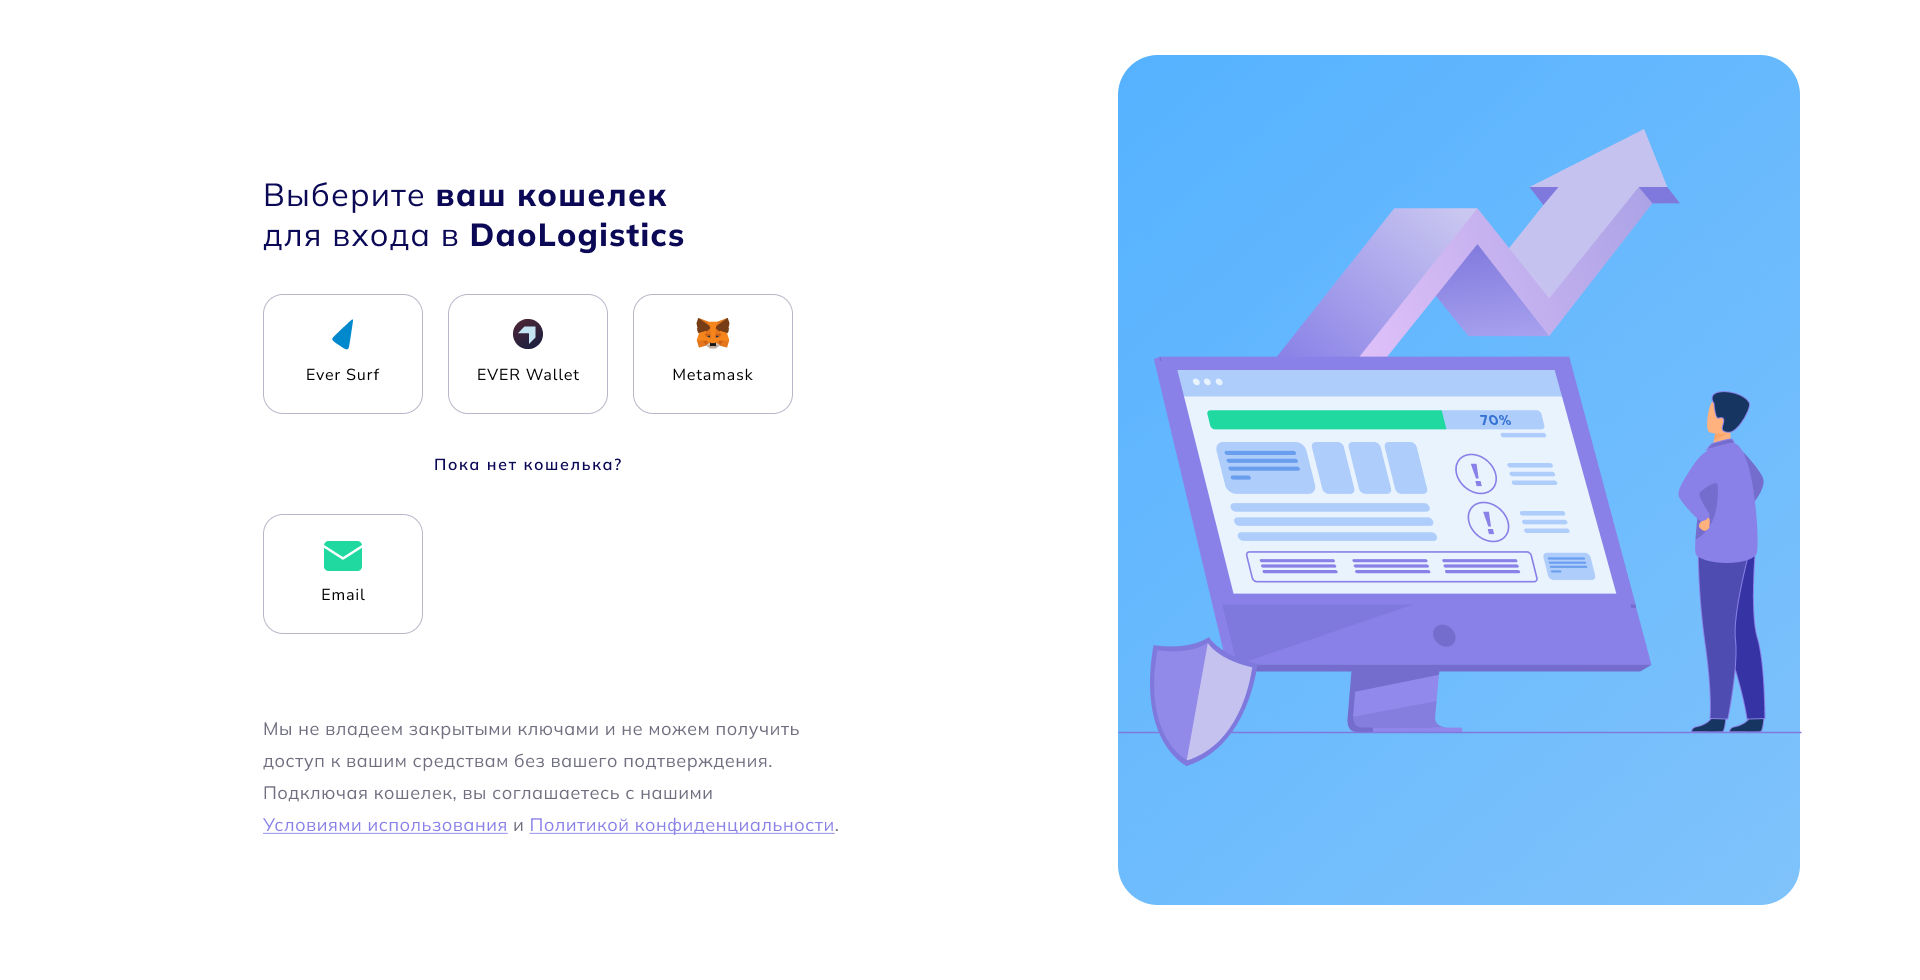 Выберите ваш кошелек
для входа в DaoLogistics
Ever Surf
EVER Wallet
Metamask
Пока нет кошелька?
Email
Мы не владеем закрытыми ключами и не можем получить
доступ к вашим средствам без вашего подтверждения.
Подключая кошелек, вы соглашаетесь с нашими
Условиями использования и Политикой конфиденциальности.
70%
!
!